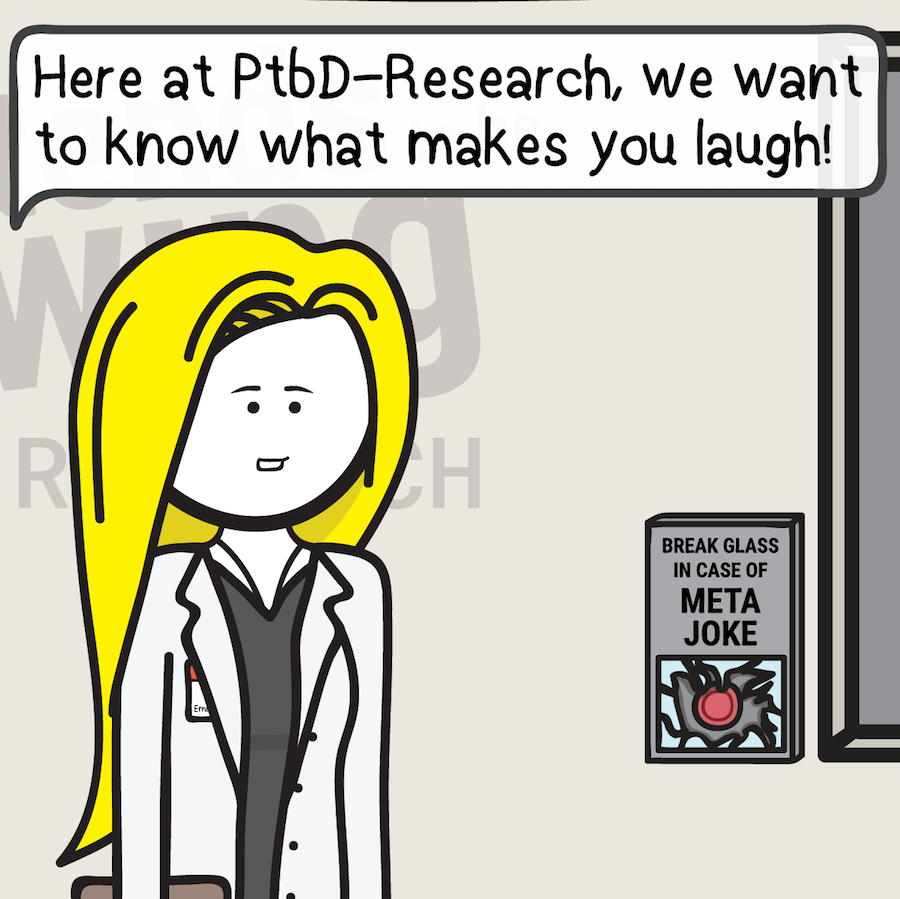 Here at PtbD-Research, we want
to know what makes you laugh!
BREAK GLASS
IN CASE OF
META
JOKE